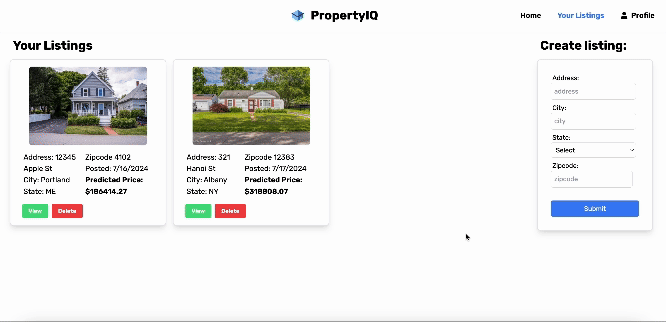 PropertyIQ
Home
Your Listings
Profile
Your Listings
Create listing:
Address: 12345
Apple St
City: Portland
State: ME
Zipcode 4102
Posted: 7/16/2024
Predicted Price:
$186414.27
View
Delete
Address: 321
Hanoi St
City: Albany
State: NY
Zipcode 12383
Posted: 7/17/2024
Predicted Price:
$318808.07
View
Delete
Address:
address
City:
city
State:
Select
Zipcode:
zipcode
Submit